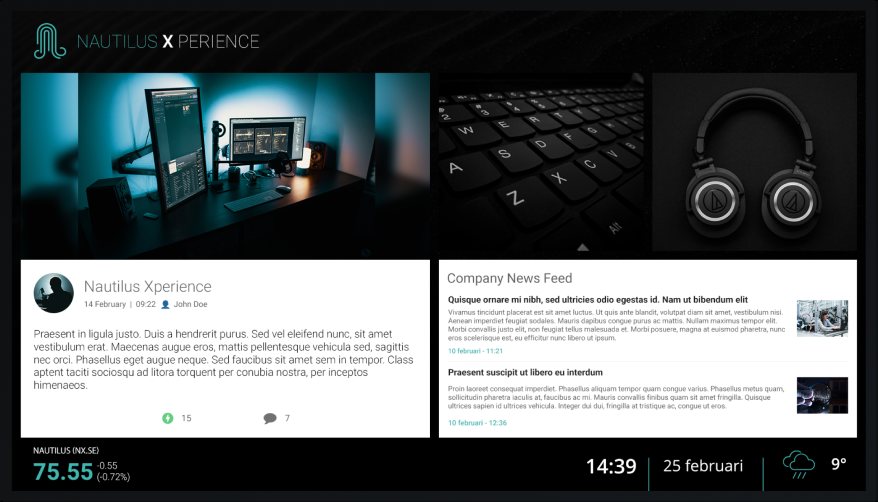 NAUTILUS X PERIENCE
W E R
A S D F
Z X C
Alt
Nautilus Xperience
14 February | 09:22 John Doe
Praesent in ligula justo. Duis a hendrerit purus. Sed vel eleifend nunc, sit amet
vestibulum erat. Maecenas augue eros, mattis pellentesque vehicula sed, sagittis
nec orci. Phasellus eget augue neque. Sed faucibus sit amet sem in tempor. Class
aptent taciti sociosqu ad litora torquent per conubia nostra, per inceptos
himenaeos.
15 7
Company News Feed
Quisque ornare mi nibh, sed ultricies odio egestas id. Nam ut bibendum elit
Vivamus tincidunt placerat est sit amet luctus. Ut quis ante blandit, volutpat diam sit amet, vestibulum nisi.
Aenean imperdiet feugiat sodales. Mauris dapibus congue purus ac mattis. Nullam maximus tempor elit.
Morbi convallis justo elit, non feugiat tellus malesuada et. Morbi posuere, magna at euismod pharetra, nunc
eros scelerisque est, eu efficitur nunc libero ut ipsum.
10 februari - 11:21
Praesent suscipit ut libero eu interdum
Proin laoreet consequat imperdiet. Phasellus aliquam tempor quam congue varius. Phasellus metus quam,
sollicitudin pharetra iaculis at, faucibus ac mi. Mauris convallis finibus quam sit amet fringilla. Quisque
ultrices sapien id ultrices vehicula. Integer dui dui, fringilla at tristique ac, congue ut eros.
10 februari - 12:36
NAUTILUS (NX.SE)
75.55 -0.55
(-0.72%)
14:39 25 februari 9°